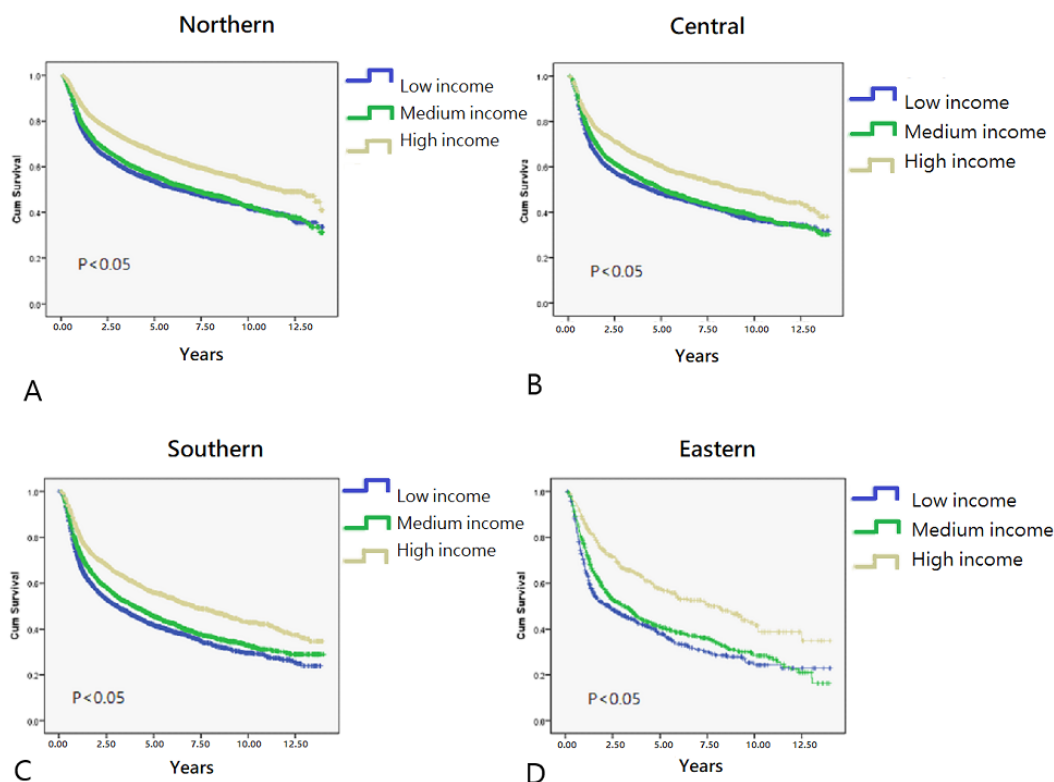 Northern
Central
Low income
Medium income
High income
Low income
Medium income
High income
Cum Survival
1.0
0.8
0.6
0.4
0.2
0.0
P<0.05
0.00 2.50 5.00 7.50 10.00 12.50
Years
A
Cum Survival
1.0
0.8
0.6
0.4
0.2
0.0
P<0.05
0.00 2.50 5.00 7.50 10.00 12.50
Years
B
Southern
Eastern
Low income
Medium income
High income
Low income
Medium income
High income
Cum Survival
1.0
0.8
0.6
0.4
0.2
0.0
P<0.05
0.00 2.50 5.00 7.50 10.00 12.50
Years
C
Cum Survival
1.0
0.8
0.6
0.4
0.2
0.0
P<0.05
0.00 2.50 5.00 7.50 10.00 12.50
Years
D